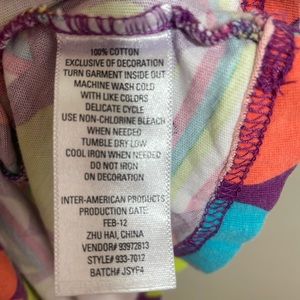 100% COTTON
EXCLUSIVE OF DECORATION
TURN GARMENT INSIDE OUT
MACHINE WASH COLD
WITH LIKE COLORS
DELICATE CYCLE
USE NON-CHLORINE BLEACH
WHEN NEEDED
TUMBLE DRY LOW
COOL IRON WHEN NEEDED
DO NOT IRON
ON DECORATION
INTER-AMERICAN PRODUCTS
PRODUCTION DATE:
FEB-12
ZHU HAI, CHINA
VENDOR# 93972813
STYLE# 933-7012
BATCH# JSYF4